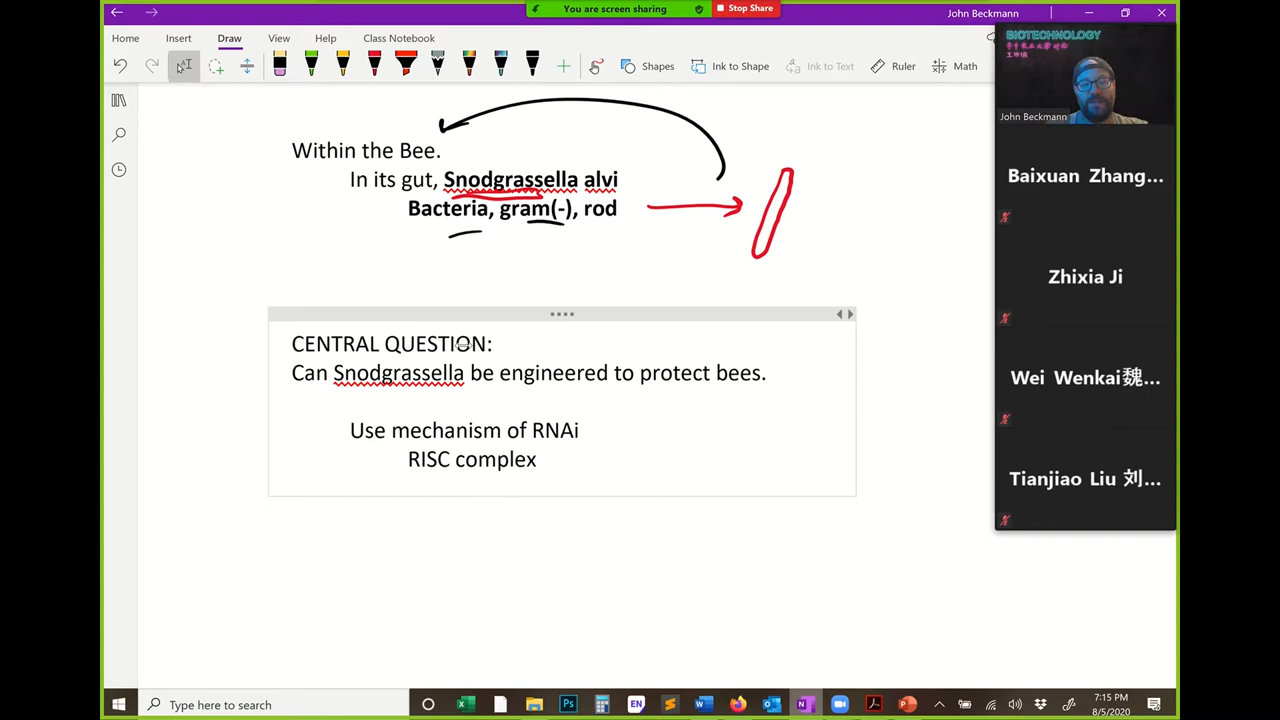 You are screen sharing
Stop Share
John Beckmann
Home
Insert
Draw
View
Help
Class Notebook
Shapes
Ink to Shape
Ink to Text
Ruler
Math
BIOTECHNOLOGY
John Beckmann
Within the Bee.
In its gut, Snodgrassella alvi
Bacteria, gram(-), rod
CENTRAL QUESTION:
Can Snodgrassella be engineered to protect bees.
Use mechanism of RNAi
RISC complex
Baixuan Zhang...
Zhixia Ji
Wei Wenkai魏...
Tianjiao Liu 刘...
Type here to search
EN
7:15 PM
8/5/2020